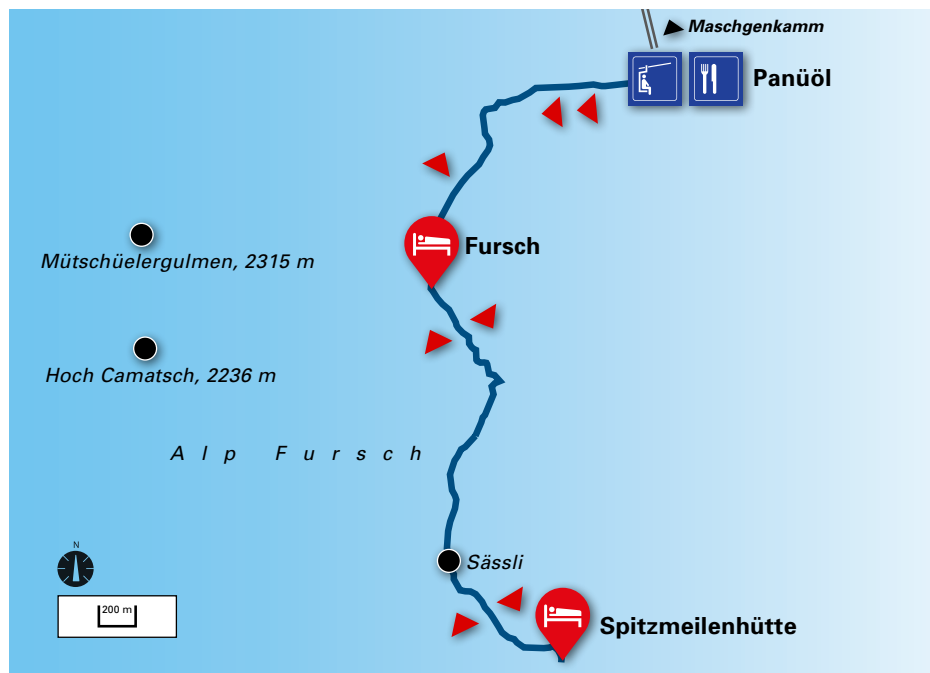 Maschgenkamm
Panüöl
Mütschüelergulmen, 2315 m
Fursch
Hoch Camatsch, 2236 m
Alp Fursch
N
200 m
Sässli
Spitzmeilenhütte